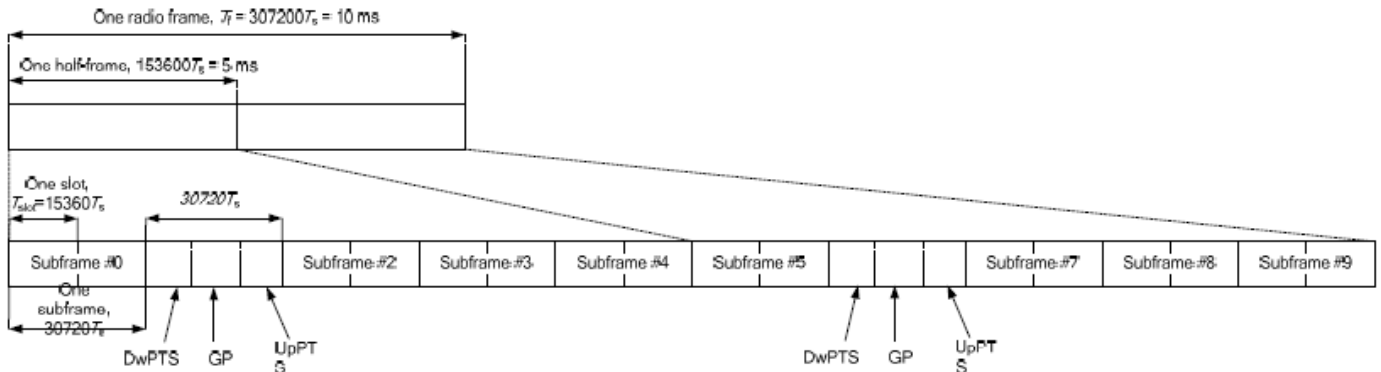 One radio frame, Tf = 307200Ts = 10 ms
One half-frame, 153600Ts = 5 ms
One slot,
Tslot=15360Ts
30720Ts
Subframe #0
Subframe #2
Subframe #3
Subframe #4
Subframe #5
Subframe #7
Subframe #8
Subframe #9
One
subframe,
30720Ts
DwPTS
GP
UpPT
S
DwPTS
GP
UpPT
S